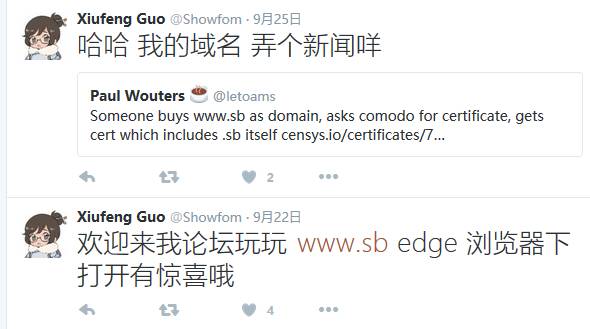 Xiufeng Guo @Showfom · 9月25日
哈哈 我的域名 弄个新闻咩
Paul Wouters ☕ @letoams
Someone buys www.sb as domain, asks comodo for certificate, gets
cert which includes .sb itself censys.io/certificates/7...
2
Xiufeng Guo @Showfom · 9月22日
欢迎来我论坛玩玩 www.sb edge 浏览器下
打开有惊喜哦
4